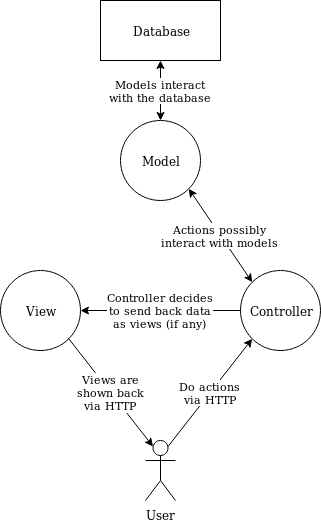 Database
Models interact
with the database
Model
Actions possibly
interact with models
View
Controller decides
to send back data
as views (if any)
Controller
Views are
shown back
via HTTP
Do actions
via HTTP
User